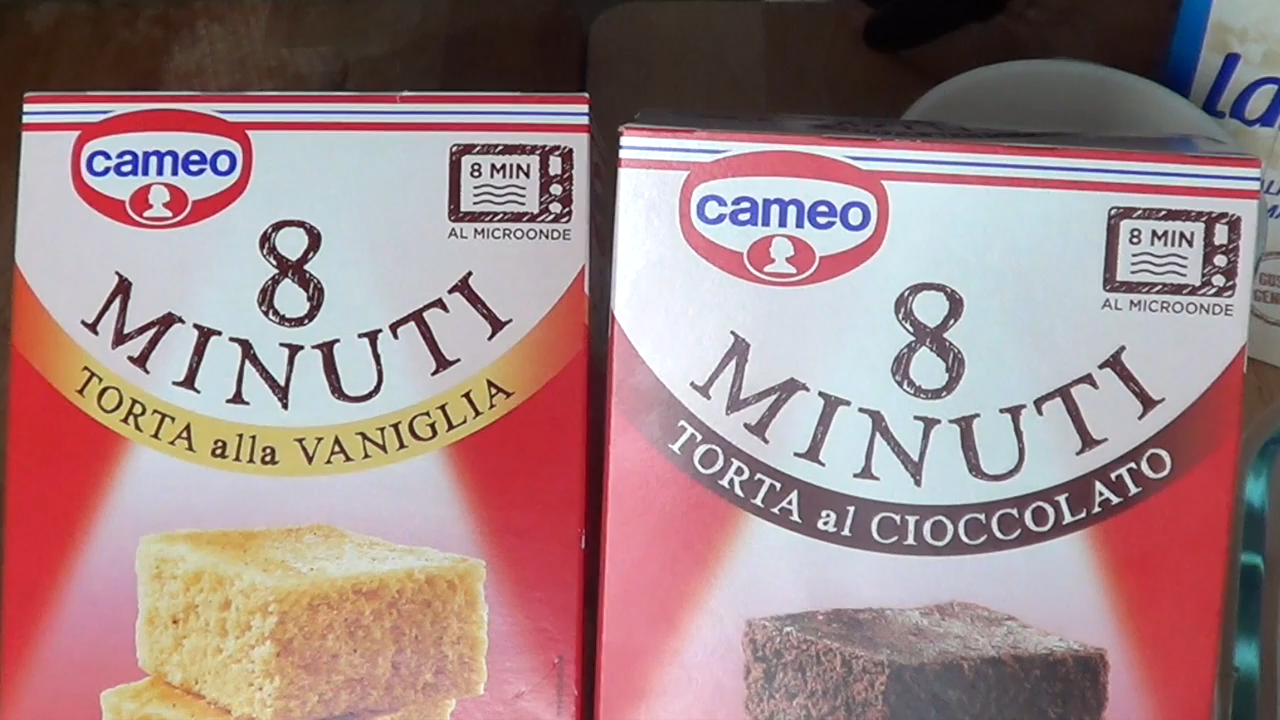 cameo
8 MIN
AL MICROONDE
8
MINUTI
TORTA alla VANIGLIA
cameo
8 MIN
AL MICROONDE
8
MINUTI
TORTA al CIOCCOLATO
la